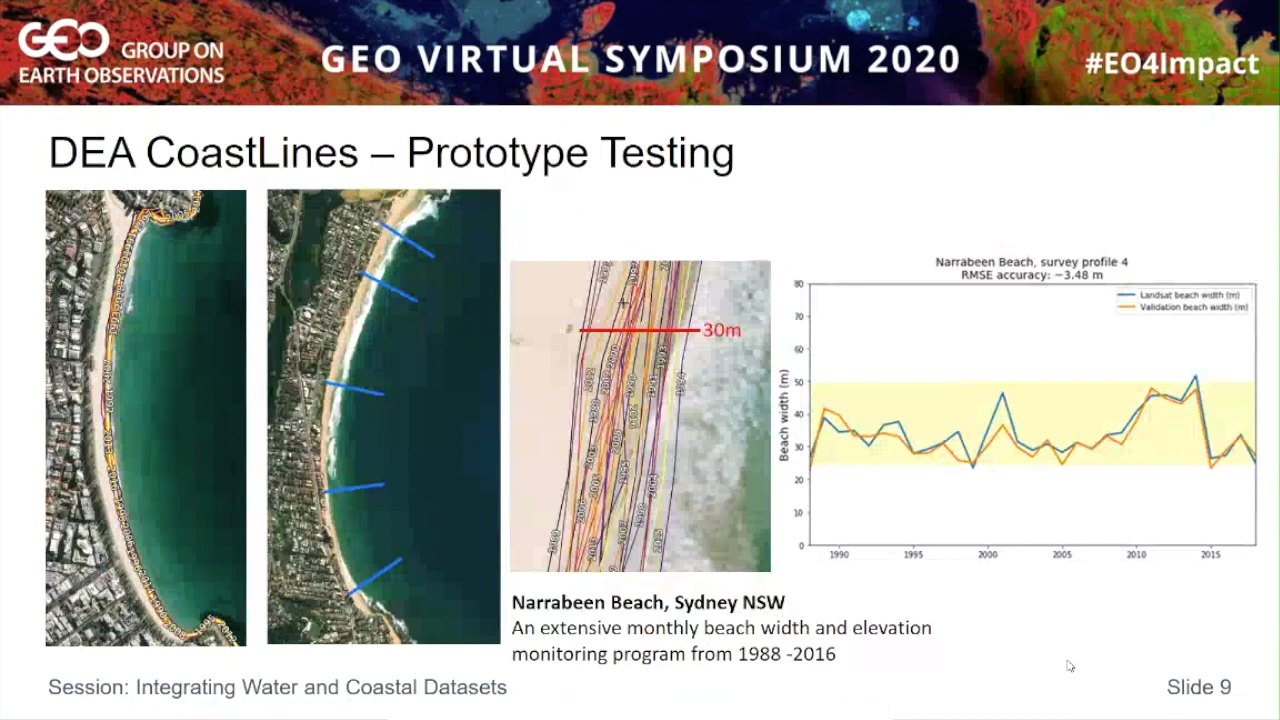 GEO GROUP ON
EARTH OBSERVATIONS
GEO VIRTUAL SYMPOSIUM 2020
#EO4Impact
DEA CoastLines – Prototype Testing
30m
Narrabeen Beach, survey profile 4
RMSE accuracy: ~3.48 m
Landsat beach width (m)
Validation beach width (m)
Beach width (m)
80
70
60
50
40
30
20
10
0
1990
1995
2000
2005
2010
2015
Narrabeen Beach, Sydney NSW
An extensive monthly beach width and elevation
monitoring program from 1988 -2016
Session: Integrating Water and Coastal Datasets
Slide 9